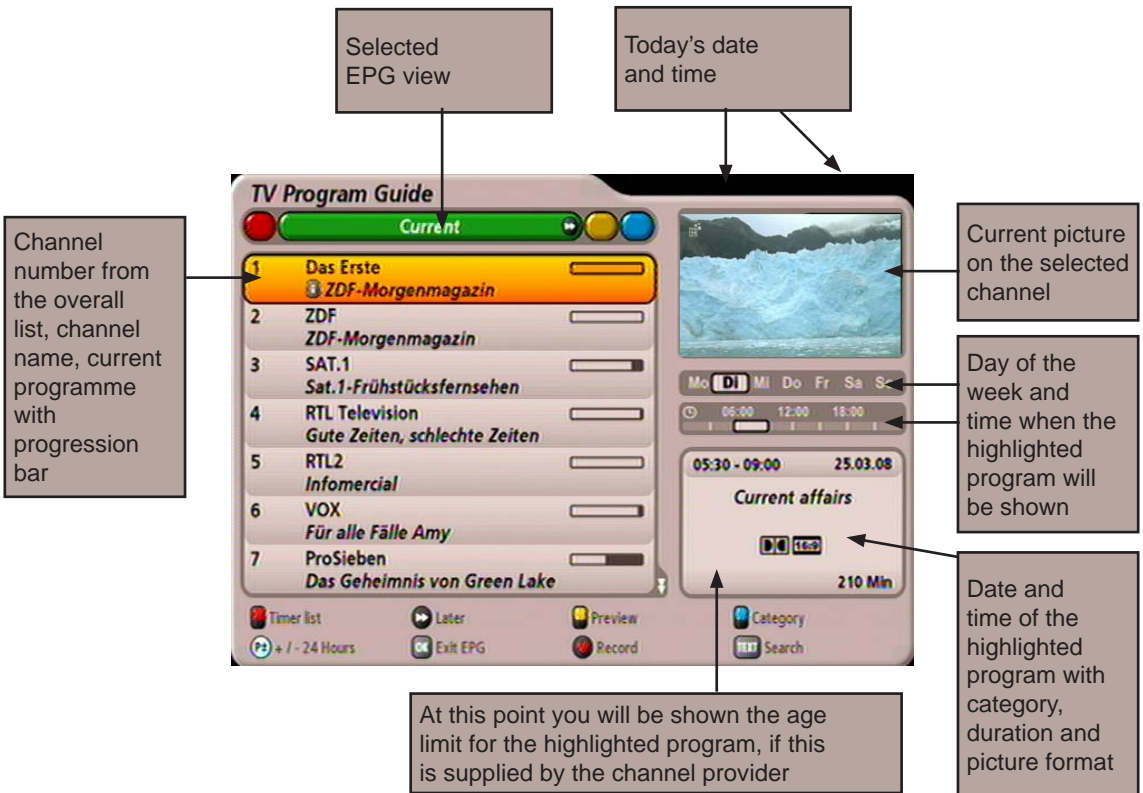 Selected
EPG view
Today's date
and time
Channel
number from
the overall
list, channel
name, current
programme
with
progression
bar
TV Program Guide
Current
1 Das Erste
ZDF-Morgenmagazin
2 ZDF
ZDF-Morgenmagazin
3 SAT.1
Sat.1-Frühstücksfernsehen
4 RTL Television
Gute Zeiten, schlechte Zeiten
5 RTL2
Infomercial
6 VOX
Für alle Fälle Amy
7 ProSieben
Das Geheimnis von Green Lake
Mo Di Mi Do Fr Sa
06:00 12:00 18:00
05:30 - 09:00 25.03.08
Current affairs
16:9
210 Min
Timer list Later Preview Category
+ / - 24 Hours OK Exit EPG Record TEXT Search
Current picture
on the selected
channel
Day of the
week and
time when the
highlighted
program will
be shown
Date and
time of the
highlighted
program with
category,
duration and
picture format
At this point you will be shown the age
limit for the highlighted program, if this
is supplied by the channel provider